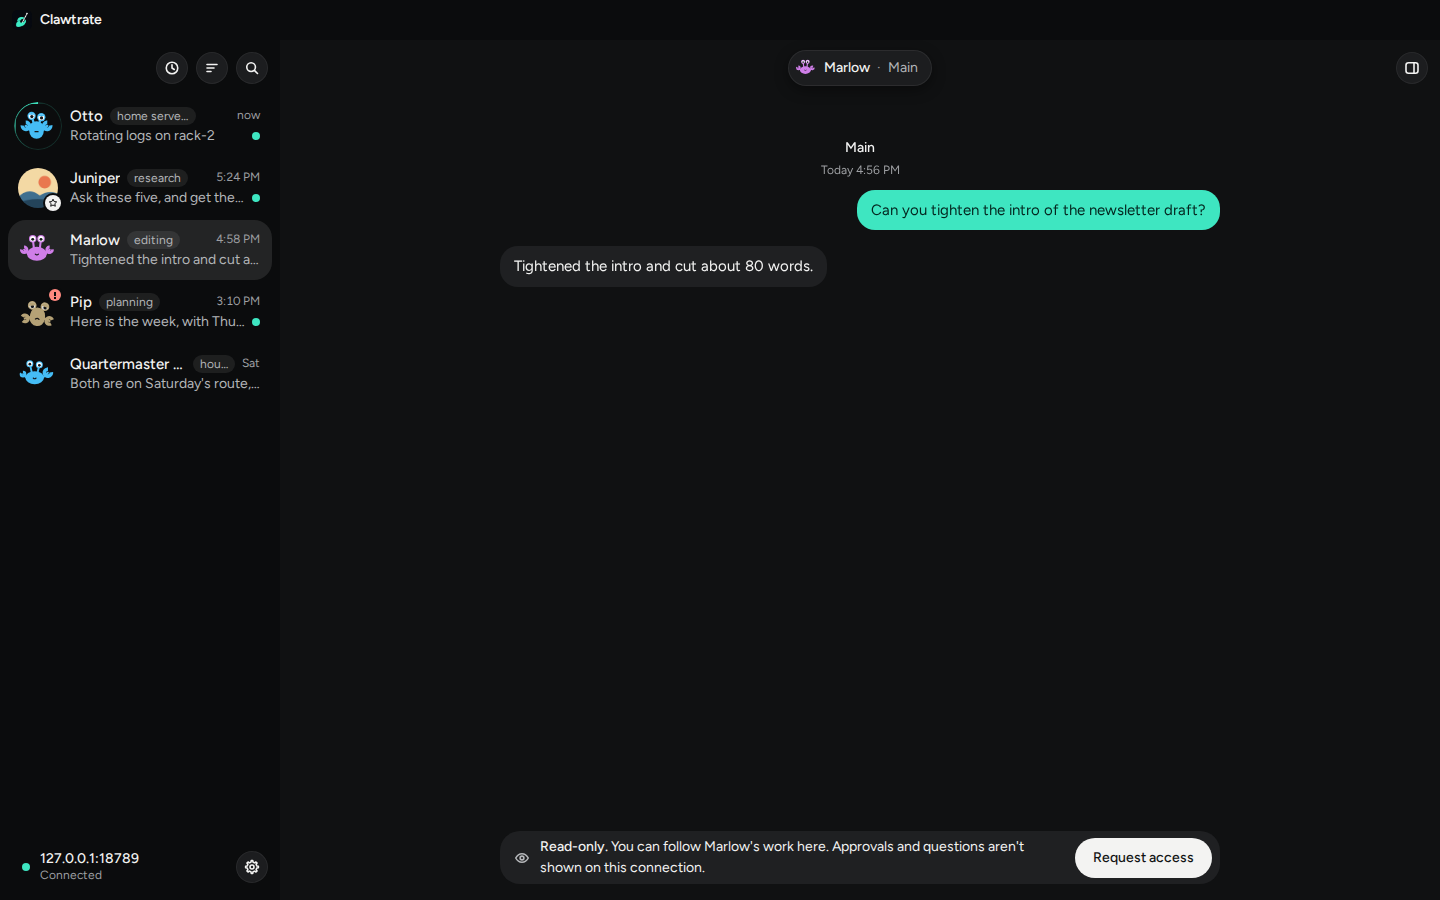 Clawtrate
Otto home serve... now
Rotating logs on rack-2
Juniper research 5:24 PM
Ask these five, and get the...
Marlow editing 4:58 PM
Tightened the intro and cut a...
Pip planning 3:10 PM
Here is the week, with Thu...
Quartermaster ... hou... Sat
Both are on Saturday's route,...
127.0.0.1:18789
Connected
Marlow · Main
Main
Today 4:56 PM
Can you tighten the intro of the newsletter draft?
Tightened the intro and cut about 80 words.
Read-only. You can follow Marlow's work here. Approvals and questions aren't
shown on this connection.
Request access